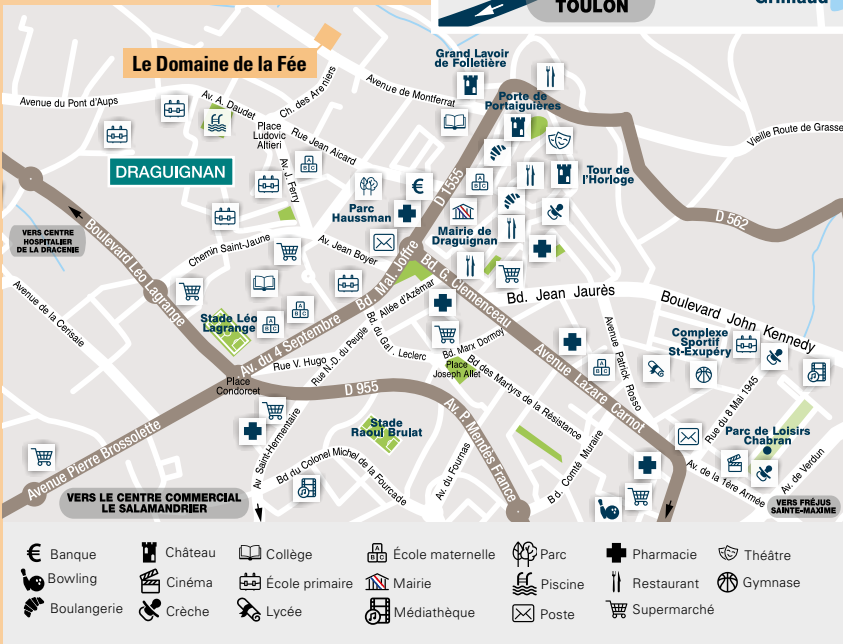 TOULON
Grimaud
Le Domaine de la Fée
Grand Lavoir
de Folletière
Avenue de Montferrat
Ch. des Areniers
Avenue du Pont d'Aups
Av. A. Daudet
Porte de
Portaiguières
Place
Ludovic
Altieri
Rue Jean Aicard
Vieille Route de Grasse
DRAGUIGNAN
Av. J. Ferry
D 1555
Tour de
l'Horloge
Parc
Haussman
D 562
VERS CENTRE
HOSPITALIER
DE LA DRACENIE
Boulevard Léo Lagrange
Chemin Saint-Jaune
Av. Jean Boyer
Mairie de
Draguignan
Bd. Mal. Joffre
Bd. G. Clemenceau
Avenue de la Cerisaie
Allée d'Azémar
Bd. Jean Jaurès
Boulevard John Kennedy
Stade Léo
Lagrange
Av. du 4 Septembre
Rue V. Hugo
Rue N.-D. du Peuple
Bd. du Gal. Leclerc
Bd. Marx Dormoy
Place
Joseph Allet
Avenue Patrick Rosso
Complexe
Sportif
St-Exupéry
Place
Condorcet
D 955
Bd des Martyrs de la Résistance
Avenue Lazare Carnot
Rue du 8 Mai 1945
Avenue Pierre Brossolette
Av Saint-Hermentaire
Stade
Raoul Brulat
Av. P. Mendès France
Parc de Loisirs
Chabran
Bd du Colonel Michel de la Fourcade
Av. du Fournas
Bd. Comté Muraire
Av. de la 1ère Armée
Av. de Verdun
VERS LE CENTRE COMMERCIAL
LE SALAMANDRIER
VERS FRÉJUS
SAINTE-MAXIME
€ Banque
Château
Collège
École maternelle
Parc
Pharmacie
Théâtre
Bowling
Cinéma
École primaire
Mairie
Piscine
Restaurant
Gymnase
Boulangerie
Crèche
Lycée
Médiathèque
Poste
Supermarché